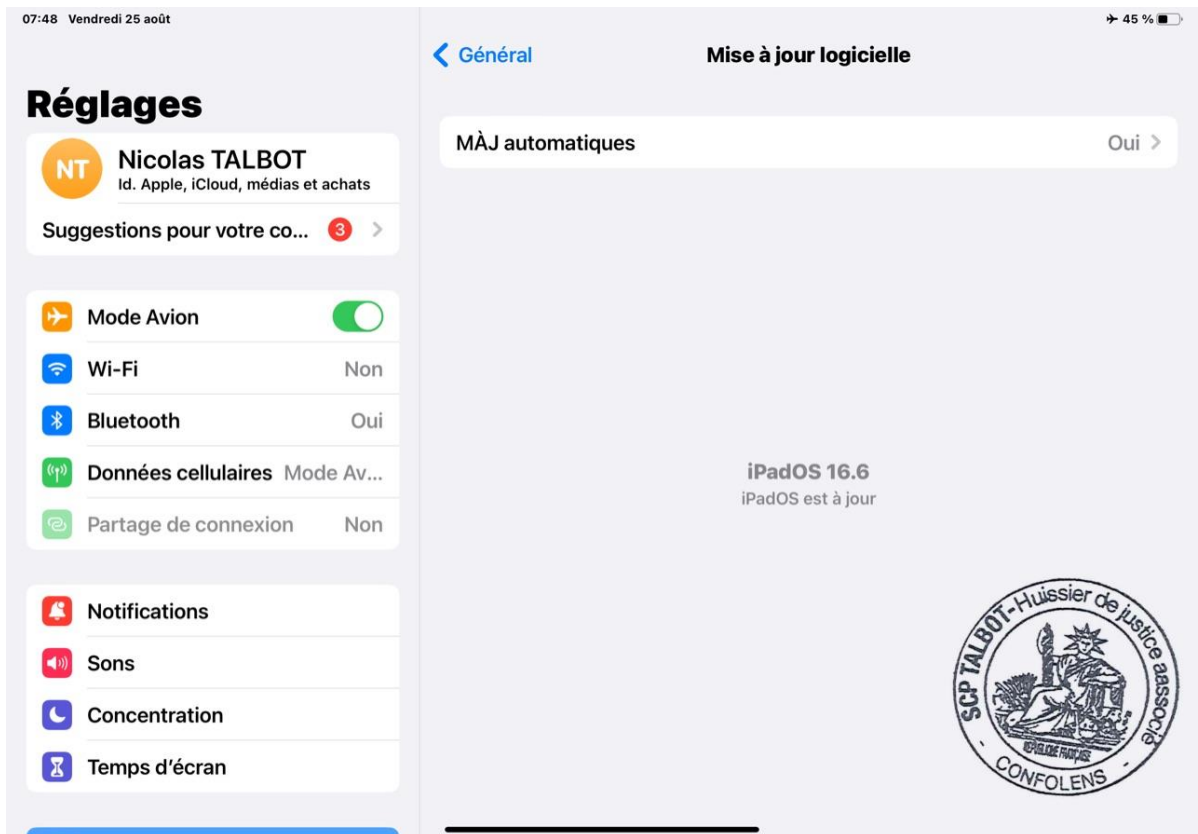 07:48 Vendredi 25 août
45 %
Réglages
NT
Nicolas TALBOT
Id. Apple, iCloud, médias et achats
Suggestions pour votre co... 3
Mode Avion
Wi-Fi Non
Bluetooth Oui
Données cellulaires Mode Av...
Partage de connexion Non
Notifications
Sons
Concentration
Temps d’écran
Général
Mise à jour logicielle
MÀJ automatiques Oui
iPadOS 16.6
iPadOS est à jour
SCP TALBOT-Huissier de justice aassocié
RÉPUBLIQUE FRANÇAISE
- CONFOLENS -